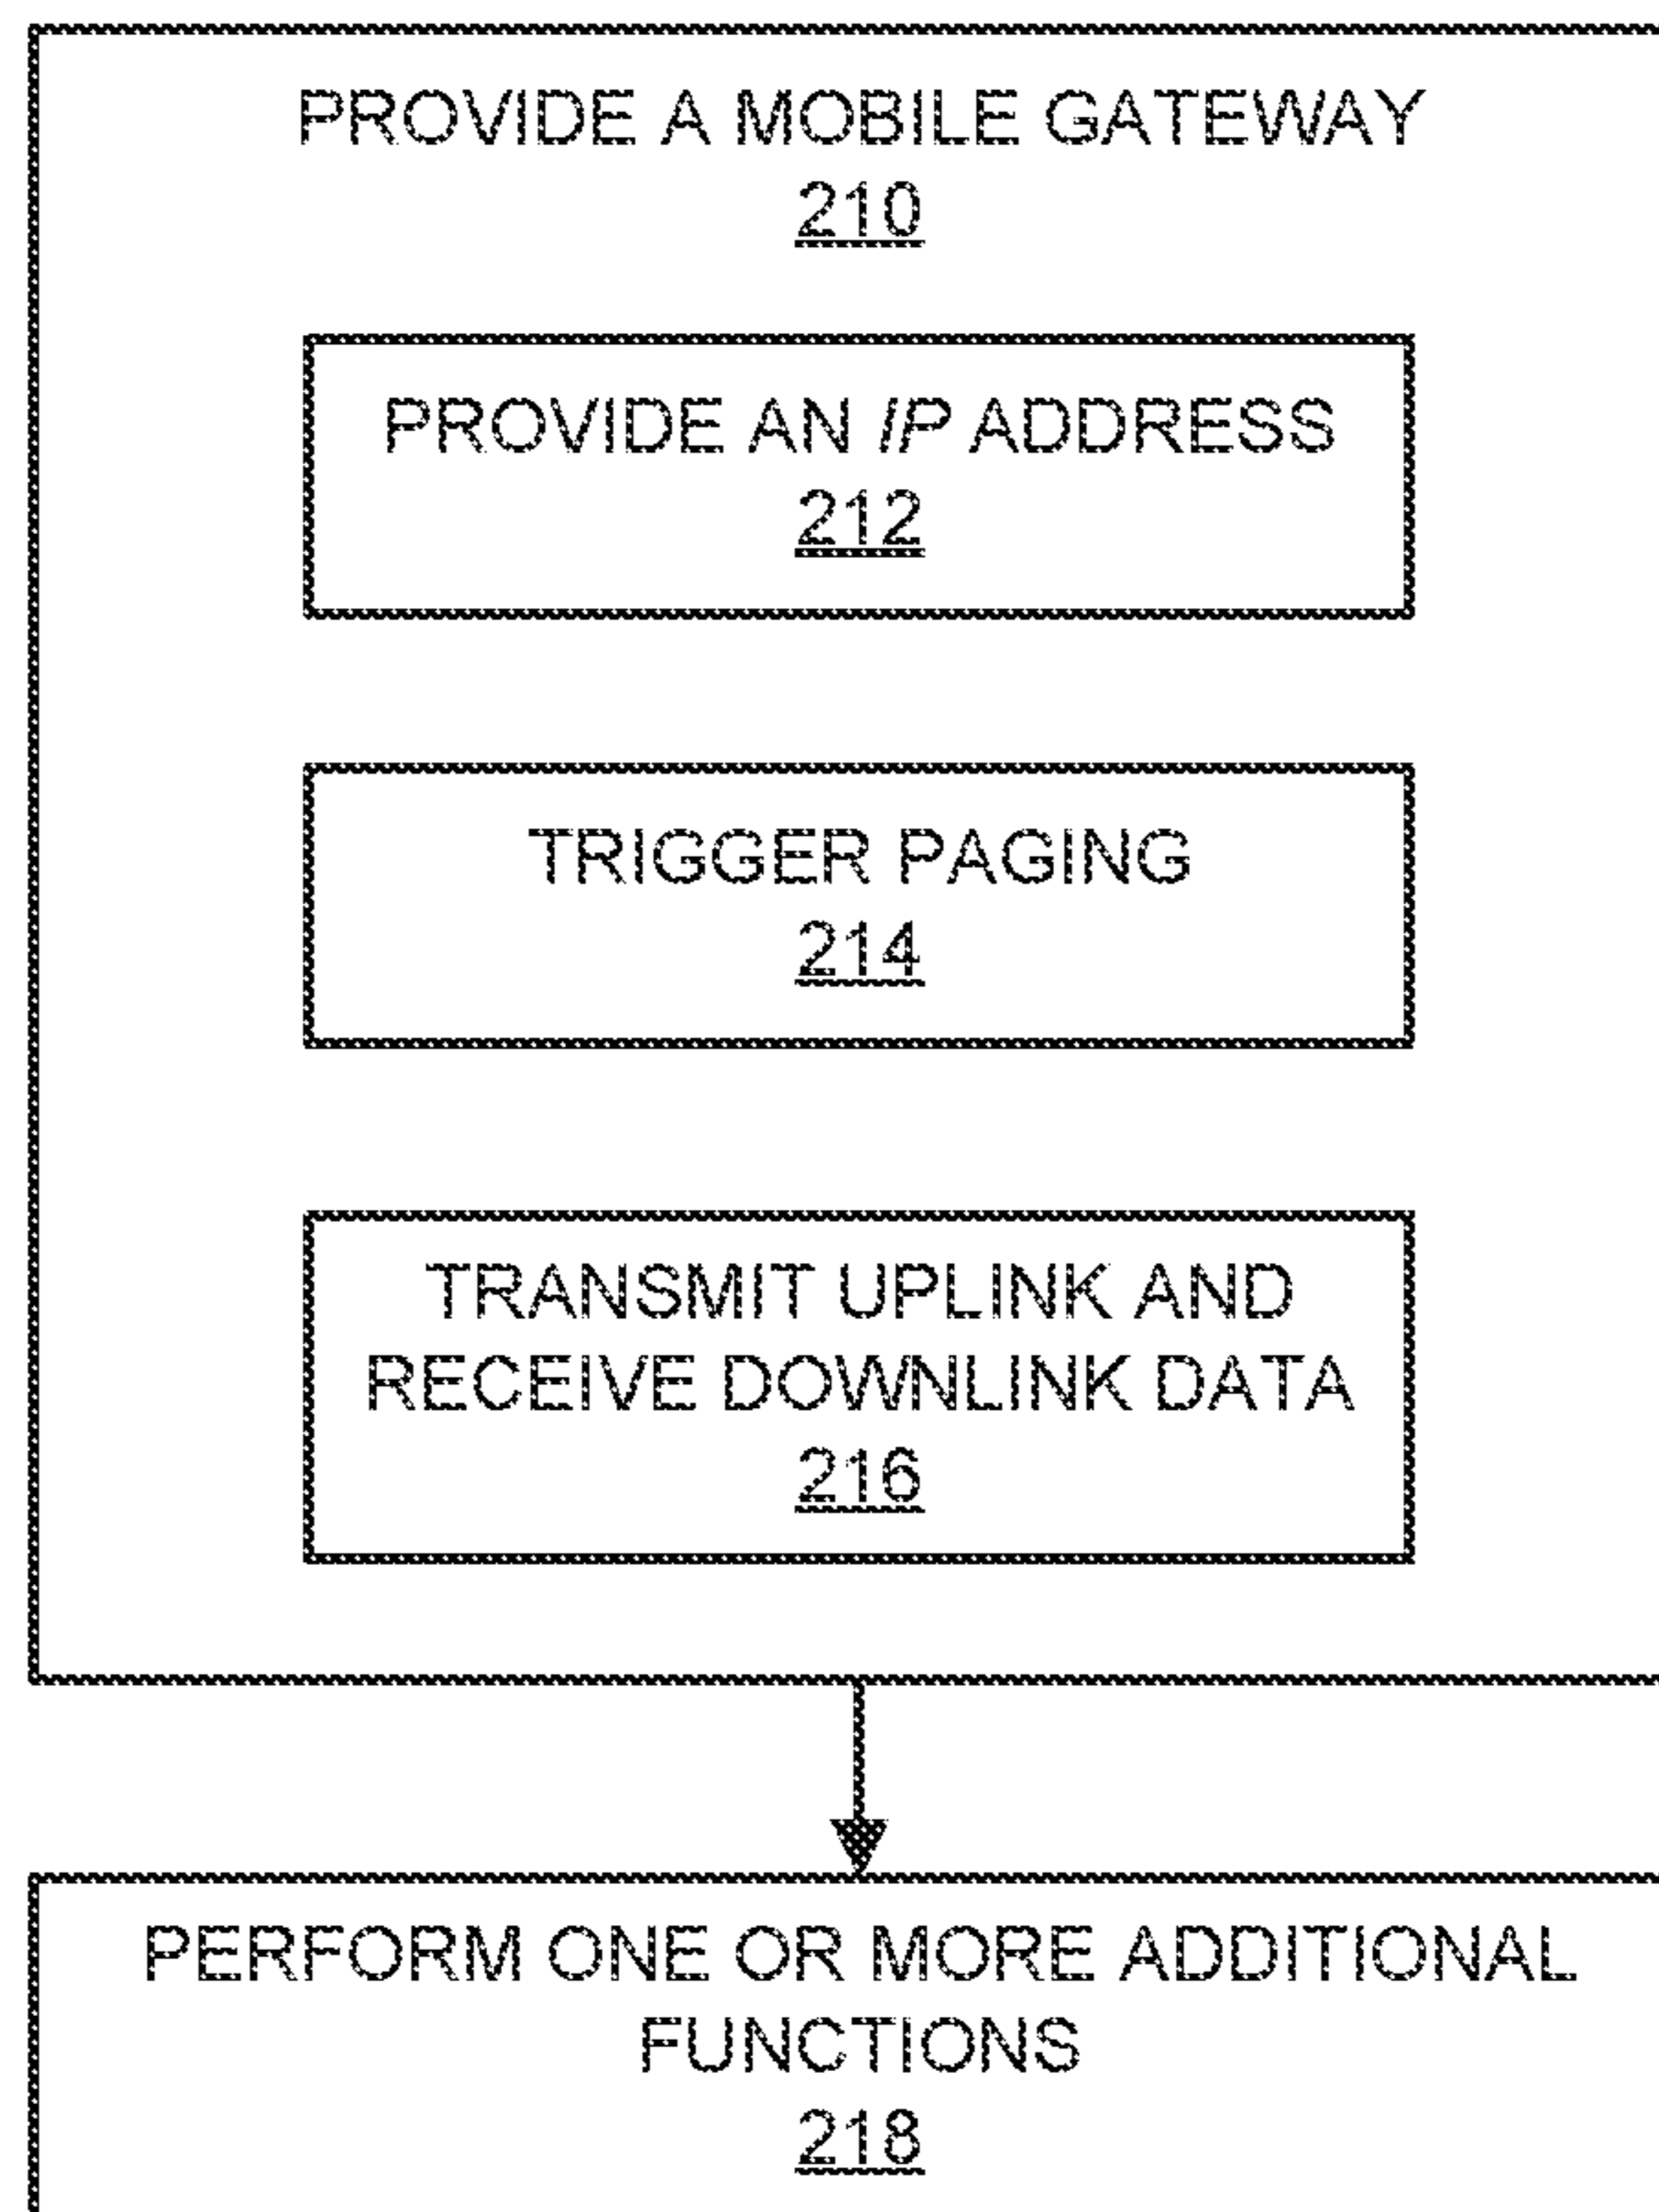 PROVIDE A MOBILE GATEWAY
210
PROVIDE AN IP ADDRESS
212
TRIGGER PAGING
214
TRANSMIT UPLINK AND
RECEIVE DOWNLINK DATA
216
PERFORM ONE OR MORE ADDITIONAL
FUNCTIONS
218